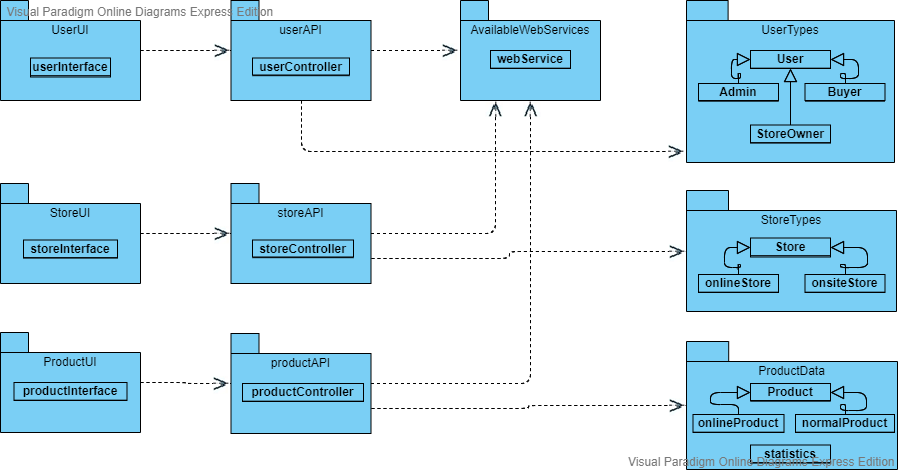 Visual Paradigm Online Diagrams Express Edition
UserUI
userInterface
userAPI
userController
AvailableWebServices
webService
UserTypes
User
Admin
Buyer
StoreOwner
StoreUI
storeInterface
storeAPI
storeController
StoreTypes
Store
onlineStore
onsiteStore
ProductUI
productInterface
productAPI
productController
ProductData
Product
onlineProduct
normalProduct
statistics
Visual Paradigm Online Diagrams Express Edition